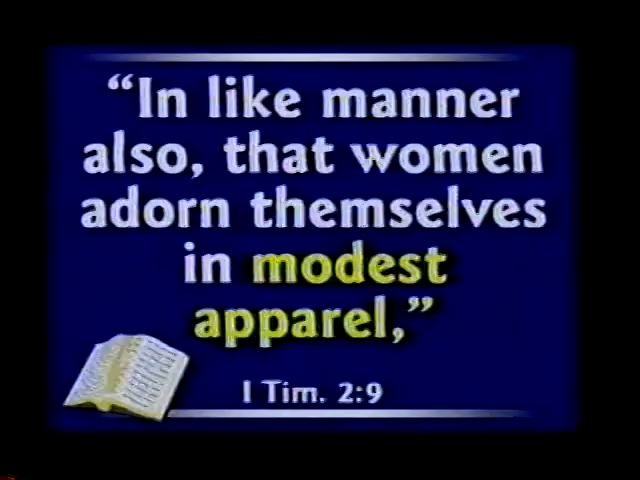 “In like manner
also, that women
adorn themselves
in modest
apparel,”
I Tim. 2:9